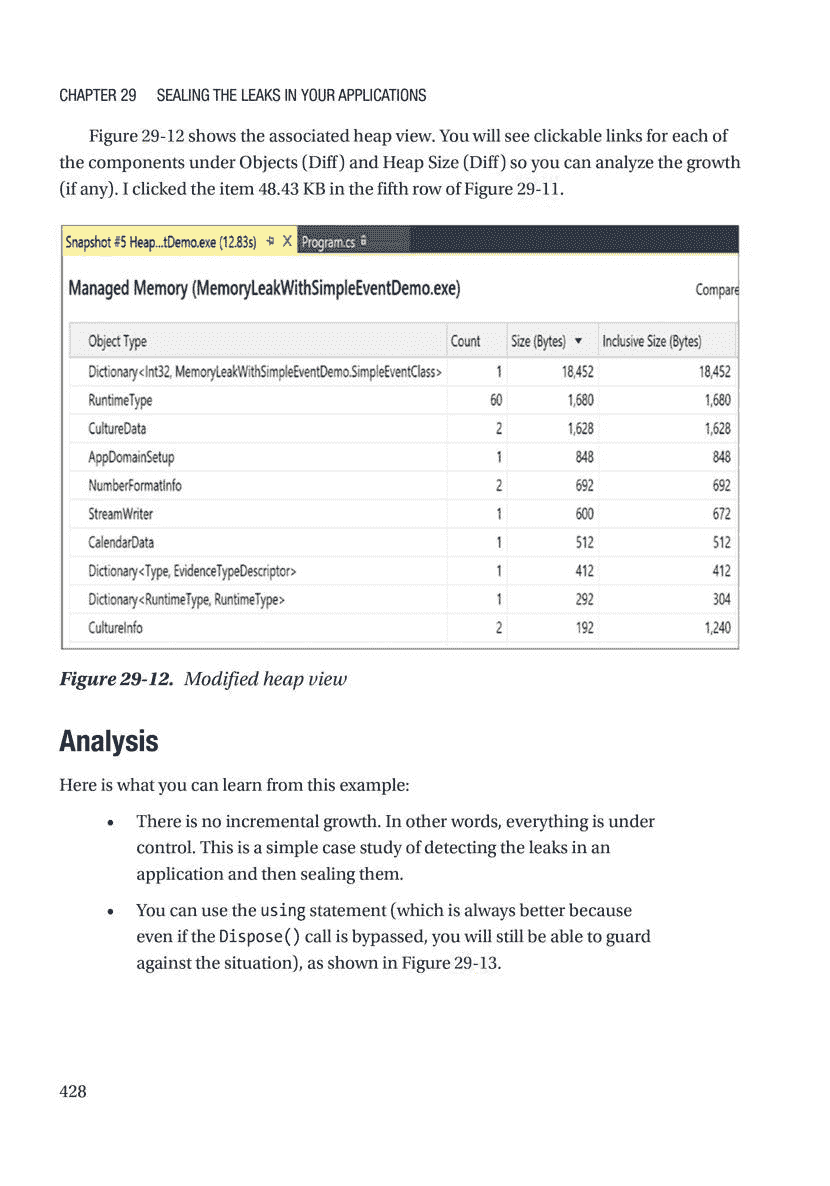 CHAPTER 29 SEALING THE LEAKS IN YOUR APPLICATIONS
Figure 29-12 shows the associated heap view. You will see clickable links for each of
the components under Objects (Diff) and Heap Size (Diff) so you can analyze the growth
(if any). I clicked the item 48.43 KB in the fifth row of Figure 29-11.
Snapshot #5 Heap...tDemo.exe (12.83s) Program.cs
Managed Memory (MemoryLeakWithSimpleEventDemo.exe) Compare
Object Type Count Size (Bytes) Inclusive Size (Bytes)
Dictionary<Int32, MemoryLeakWithSimpleEventDemo.SimpleEventClass> 1 18,452 18,452
RuntimeType 60 1,680 1,680
CultureData 2 1,628 1,628
AppDomainSetup 1 848 848
NumberFormatInfo 2 692 692
StreamWriter 1 600 672
CalendarData 1 512 512
Dictionary<Type, EvidenceTypeDescriptor> 1 412 412
Dictionary<RuntimeType, RuntimeType> 1 292 304
CultureInfo 2 192 1,240
Figure 29-12. Modified heap view
Analysis
Here is what you can learn from this example:
• There is no incremental growth. In other words, everything is under
control. This is a simple case study of detecting the leaks in an
application and then sealing them.
• You can use the using statement (which is always better because
even if the Dispose() call is bypassed, you will still be able to guard
against the situation), as shown in Figure 29-13.
428